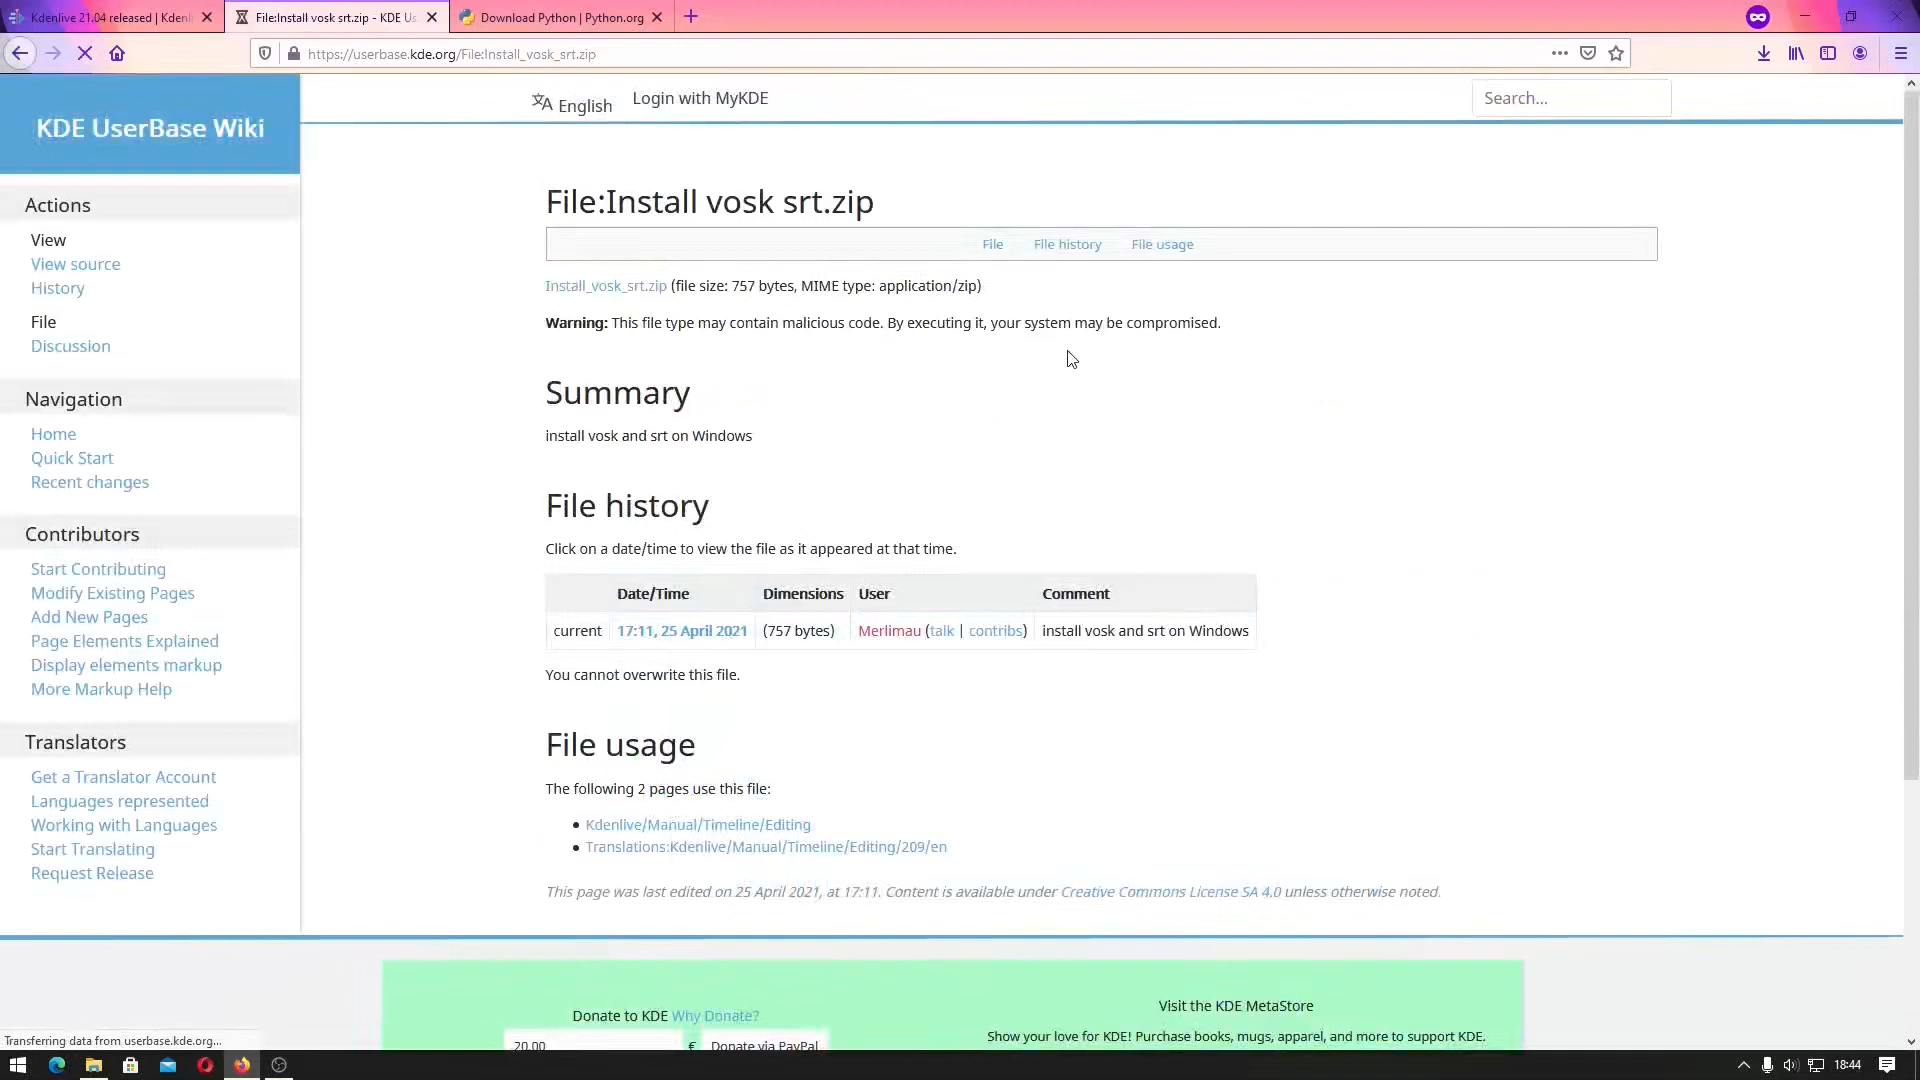 Kdenlive 21.04 released | Kdenl
File:Install vosk srt.zip - KDE Us
Download Python | Python.org
https://userbase.kde.org/File:Install_vosk_srt.zip
KDE UserBase Wiki
English
Login with MyKDE
Search...
Actions
View
View source
History
File
Discussion
Navigation
Home
Quick Start
Recent changes
Contributors
Start Contributing
Modify Existing Pages
Add New Pages
Page Elements Explained
Display elements markup
More Markup Help
Translators
Get a Translator Account
Languages represented
Working with Languages
Start Translating
Request Release
File:Install vosk srt.zip
File File history File usage
Install_vosk_srt.zip (file size: 757 bytes, MIME type: application/zip)
Warning: This file type may contain malicious code. By executing it, your system may be compromised.
Summary
install vosk and srt on Windows
File history
Click on a date/time to view the file as it appeared at that time.
Date/Time Dimensions User Comment
current 17:11, 25 April 2021 (757 bytes) Merlimau (talk | contribs) install vosk and srt on Windows
You cannot overwrite this file.
File usage
The following 2 pages use this file:
Kdenlive/Manual/Timeline/Editing
Translations:Kdenlive/Manual/Timeline/Editing/209/en
This page was last edited on 25 April 2021, at 17:11. Content is available under Creative Commons License SA 4.0 unless otherwise noted.
Donate to KDE Why Donate?
20.00 € Donate via PayPal
Visit the KDE MetaStore
Show your love for KDE! Purchase books, mugs, apparel, and more to support KDE.
Transferring data from userbase.kde.org...
18:44